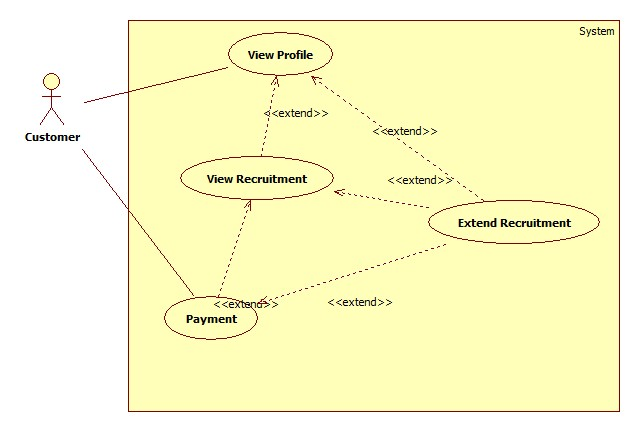 System
View Profile
<<extend>>
<<extend>>
Customer
View Recruitment
<<extend>>
Extend Recruitment
<<extend>>
<<extend>>
Payment